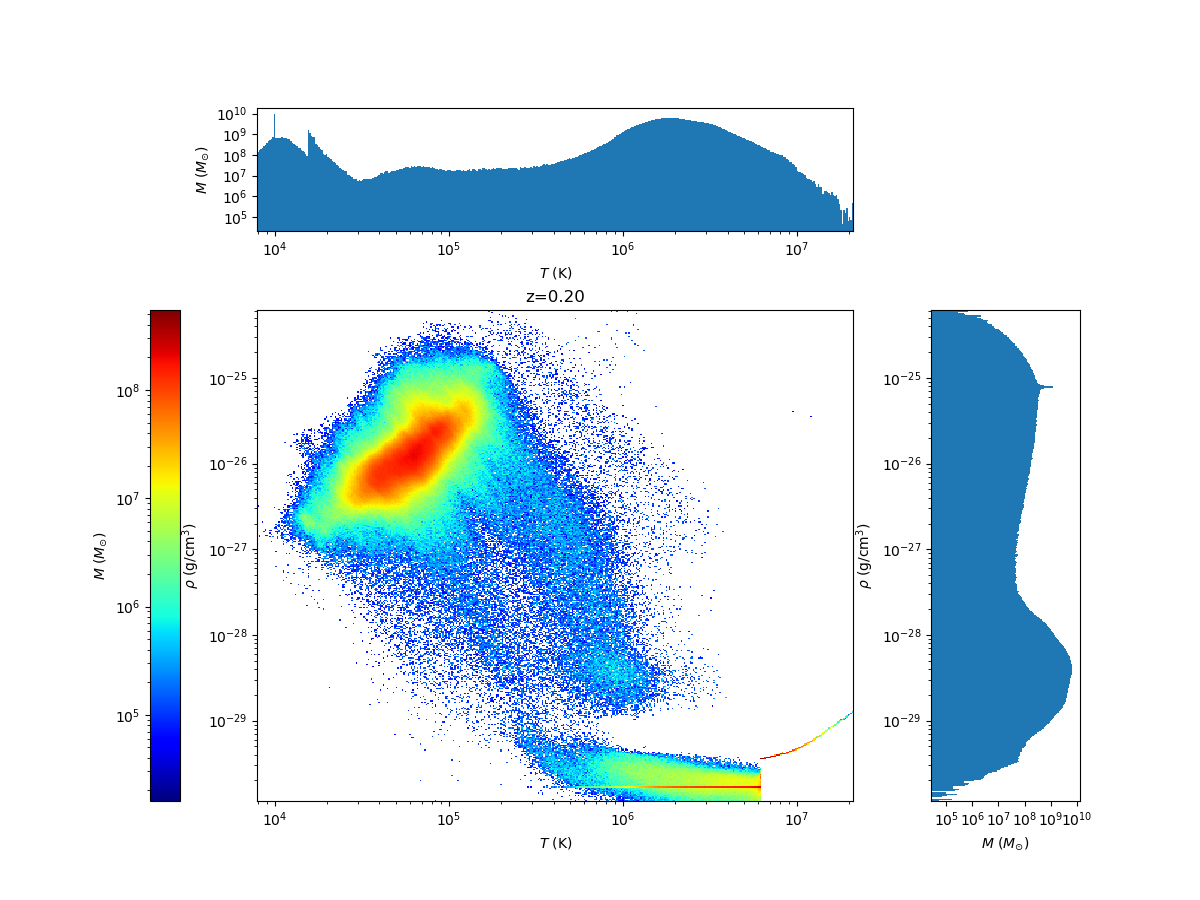 10¹⁰
10⁹
10⁸
10⁷
10⁶
10⁵
M (M☉)
10⁴ 10⁵ 10⁶ 10⁷
T (K)
z=0.20
10⁸
10⁷
10⁶
10⁵
M (M☉)
10⁻²⁵
10⁻²⁶
10⁻²⁷
10⁻²⁸
10⁻²⁹
ρ (g/cm³)
10⁴ 10⁵ 10⁶ 10⁷
T (K)
10⁻²⁵
10⁻²⁶
10⁻²⁷
10⁻²⁸
10⁻²⁹
ρ (g/cm³)
10⁵ 10⁶ 10⁷ 10⁸ 10⁹ 10¹⁰
M (M☉)